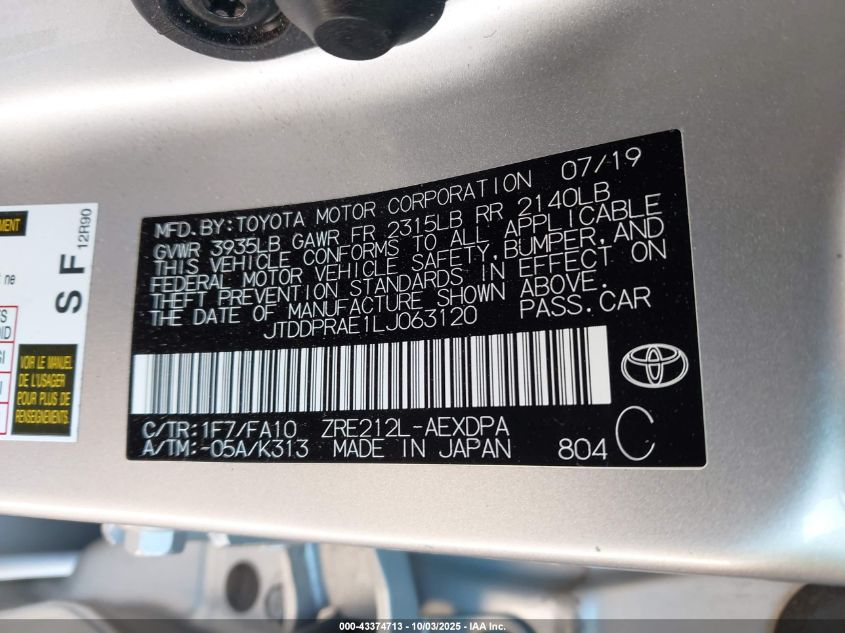 MFD. BY: TOYOTA MOTOR CORPORATION 07/19
GVWR 3935LB GAWR FR 2315LB RR 2140LB
THIS VEHICLE CONFORMS TO ALL APPLICABLE
FEDERAL MOTOR VEHICLE SAFETY, BUMPER, AND
THEFT PREVENTION STANDARDS IN EFFECT ON
THE DATE OF MANUFACTURE SHOWN ABOVE.
JTDDPRAE1LJ063120 PASS.CAR
C/TR: 1F7/FA10 ZRE212L-AEXDPA
A/TM: -05A/K313 MADE IN JAPAN 804 C
S F 12R90
ne
VOIR LE MANUEL
DE L'USAGER
POUR PLUS DE
000-43374713 - 10/03/2025 - IAA Inc.